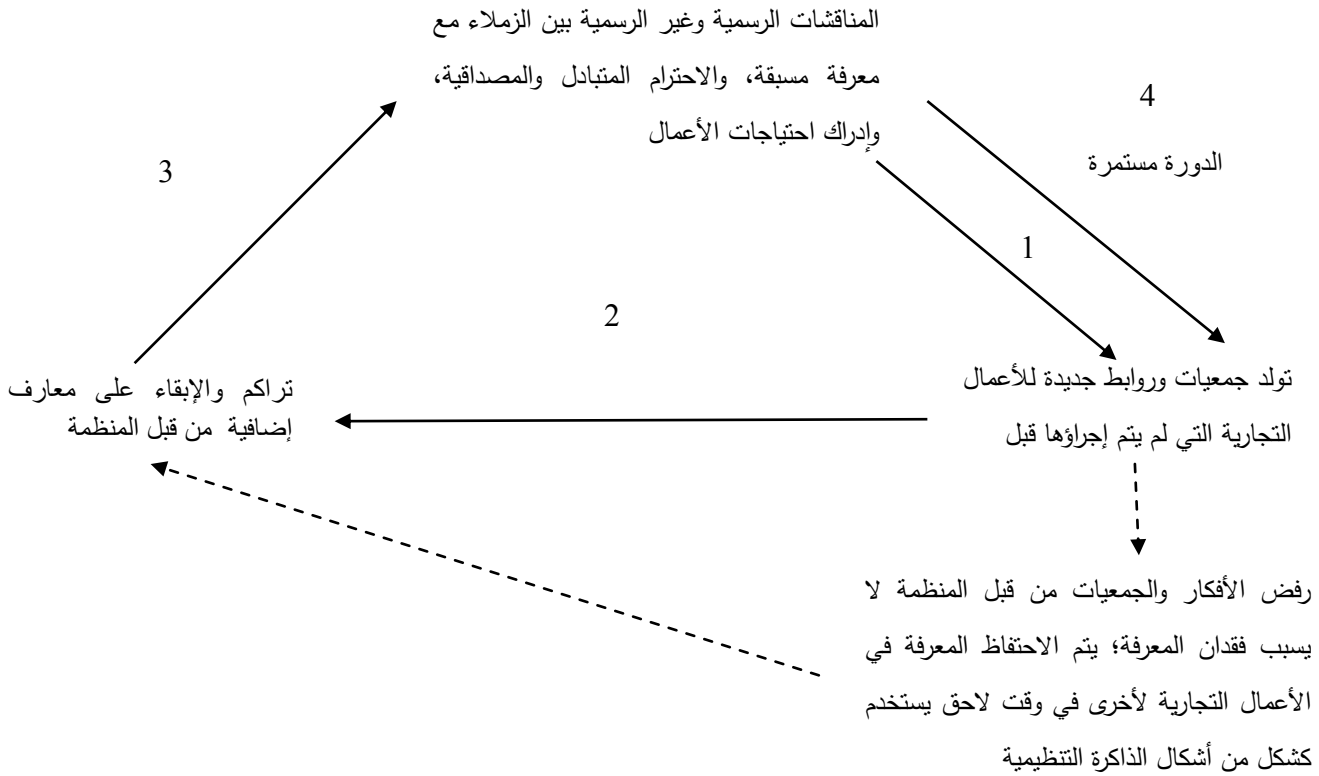 المناقشات الرسمية وغير الرسمية بين الزملاء مع
معرفة مسبقة، والاحترام المتبادل والمصداقية،
وإدراك احتياجات الأعمال
4
الدورة مستمرة
3
1
2
تولد جمعيات وروابط جديدة للأعمال
التجارية التي لم يتم إجراؤها قبل
تراكم والإبقاء على معارف
إضافية من قبل المنظمة
رفض الأفكار والجمعيات من قبل المنظمة لا
يسبب فقدان المعرفة؛ يتم الاحتفاظ المعرفة في
الأعمال التجارية لأخرى في وقت لاحق يستخدم
كشكل من أشكال الذاكرة التنظيمية